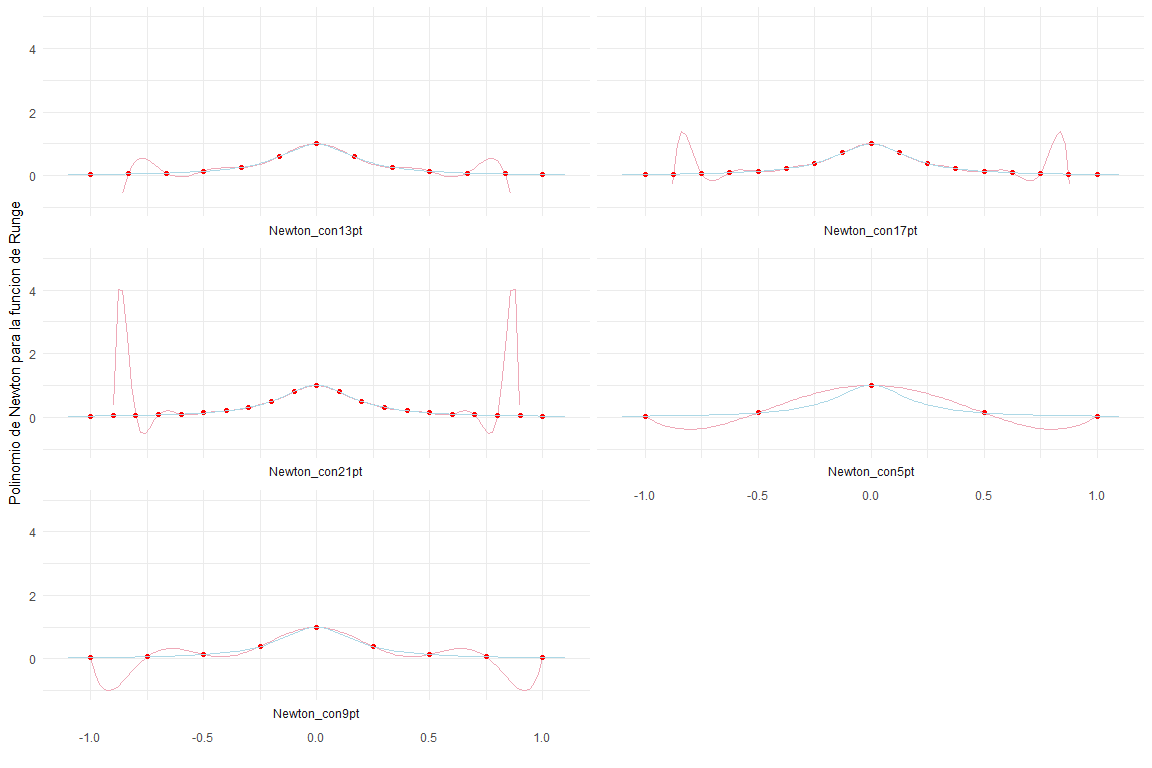 Polinomio de Newton para la funcion de Runge
4
2
0
Newton_con13pt
Newton_con17pt
4
2
0
Newton_con21pt
Newton_con5pt
-1.0 -0.5 0.0 0.5 1.0
4
2
0
Newton_con9pt
-1.0 -0.5 0.0 0.5 1.0